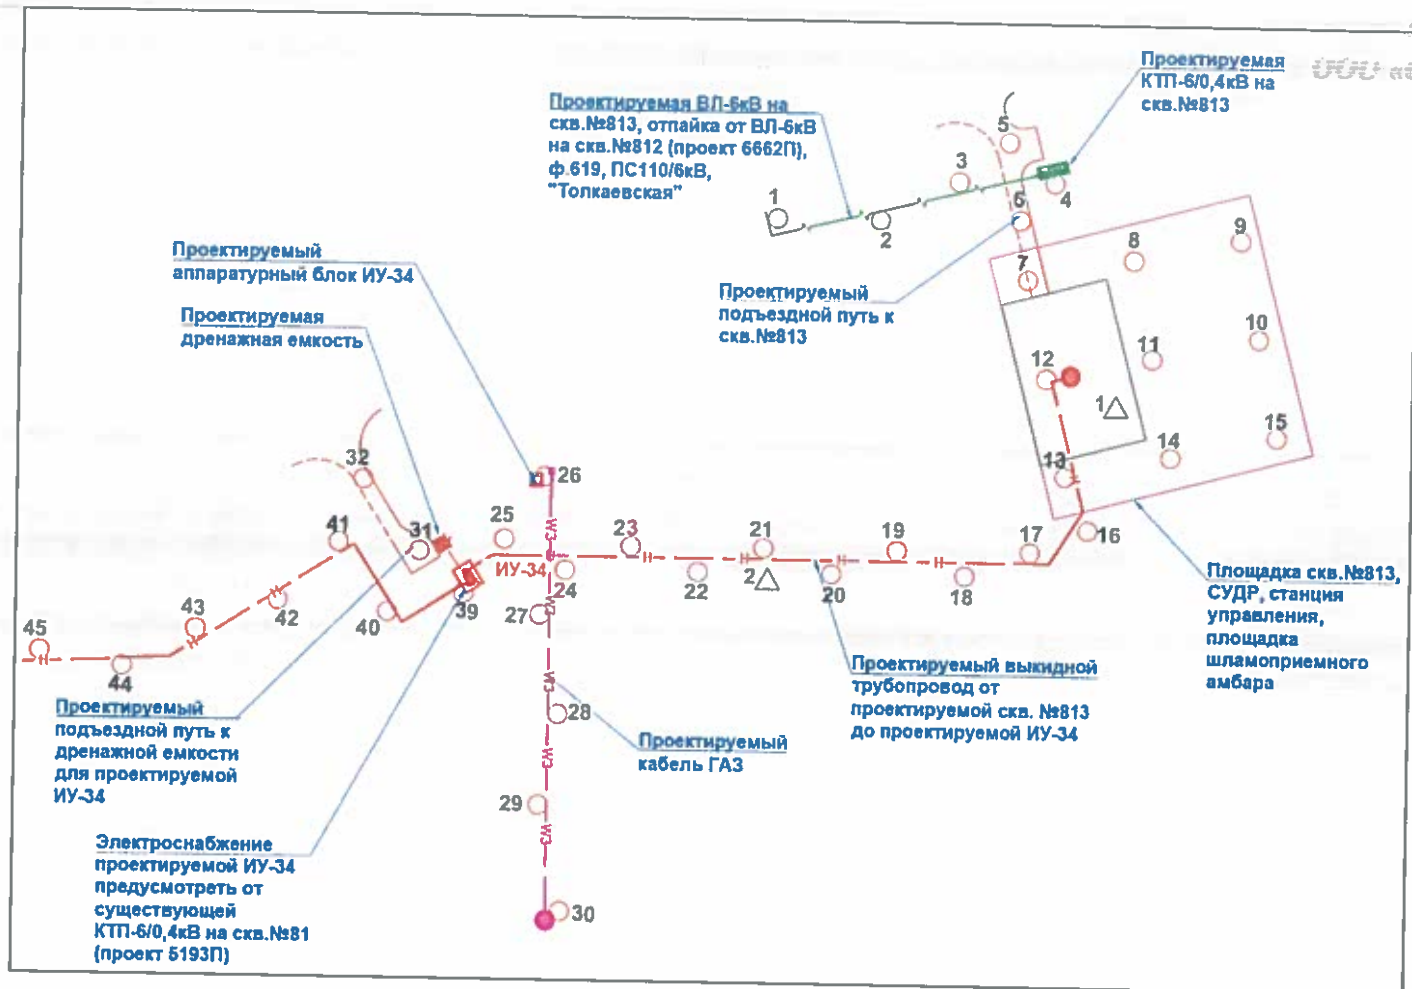 Проектируемая
КТП-6/0,4кВ на
скв.№813
Проектируемая ВЛ-6кВ на
скв.№813, отпайка от ВЛ-6кВ
на скв.№812 (проект 6662П),
ф.619, ПС110/6кВ,
"Толкаевская"
5
3
4
1
2
6
7
8
9
10
11
12
1
13
14
15
16
Проектируемый
аппаратурный блок ИУ-34
Проектируемая
дренажная емкость
Проектируемый
подъездной путь к
скв.№813
32
26
41
31
25
23
21
19
17
ИУ-34
W3
24
22
2
20
18
39
40
42
43
45
44
27
W3
W3
28
W3
29
W3
30
Площадка скв.№813,
СУДР, станция
управления,
площадка
шламоприемного
амбара
Проектируемый выкидной
трубопровод от
проектируемой скв. №813
до проектируемой ИУ-34
Проектируемый
подъездной путь к
дренажной емкости
для проектируемой
ИУ-34
Проектируемый
кабель ГАЗ
Электроснабжение
проектируемой ИУ-34
предусмотреть от
существующей
КТП-6/0,4кВ на скв.№81
(проект 5193П)